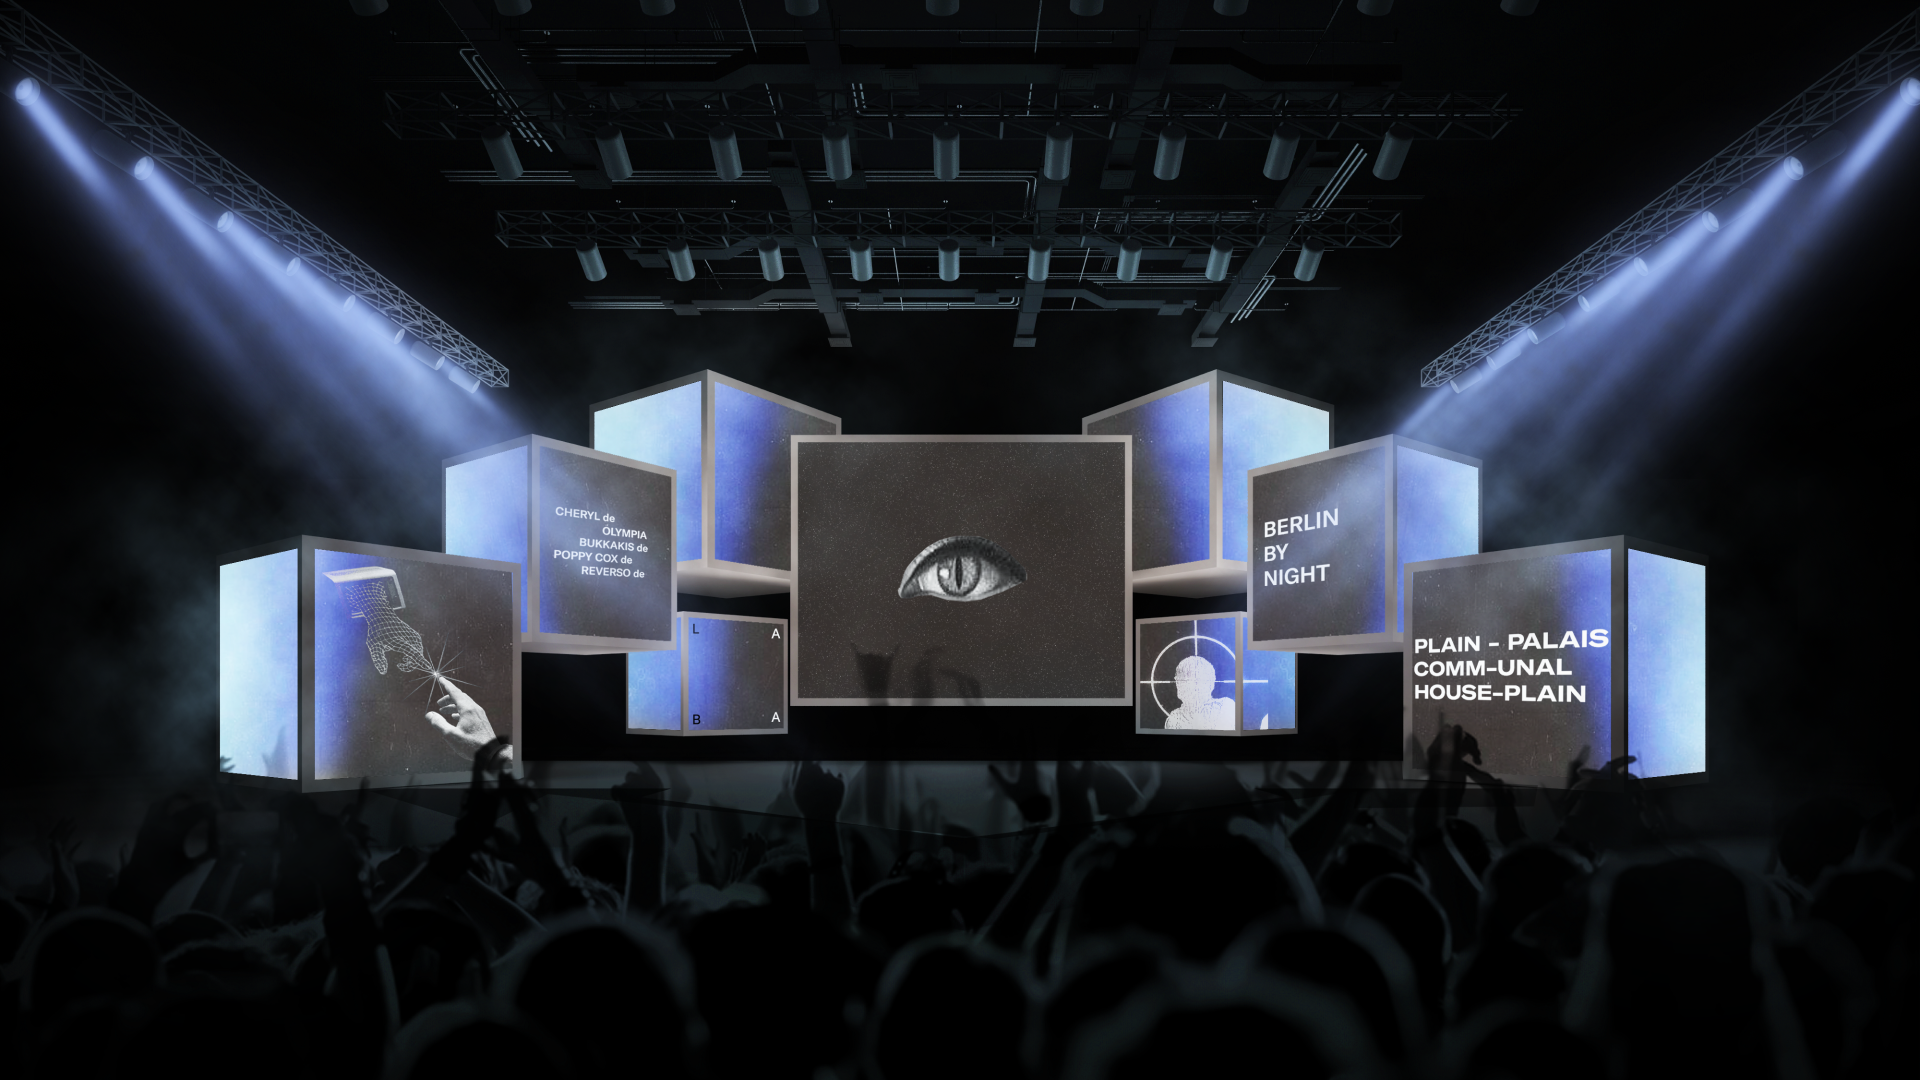 CHERYL de
OLYMPIA
BUKKAKIS de
POPPY COX de
REVERSO de
L A
B A
BERLIN
BY
NIGHT
PLAIN - PALAIS
COMM-UNAL
HOUSE-PLAIN